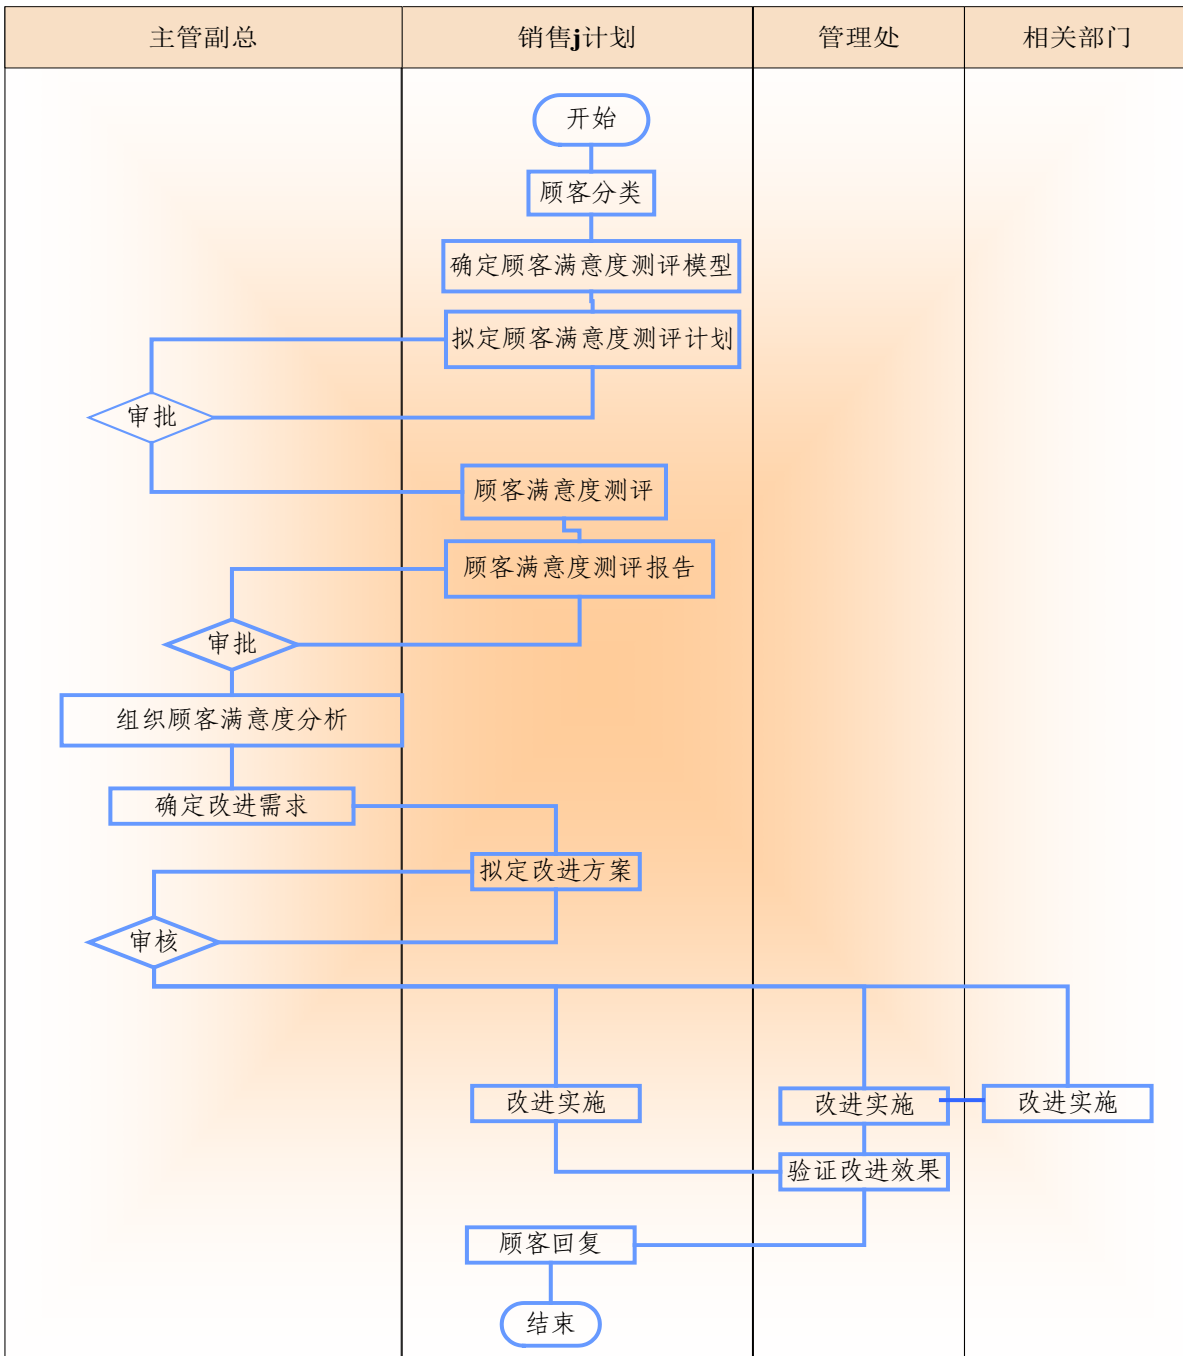 主管副总
销售j计划
管理处
相关部门
开始
顾客分类
确定顾客满意度测评模型
拟定顾客满意度测评计划
审批
顾客满意度测评
顾客满意度测评报告
审批
组织顾客满意度分析
确定改进需求
拟定改进方案
审核
改进实施
改进实施
改进实施
验证改进效果
顾客回复
结束